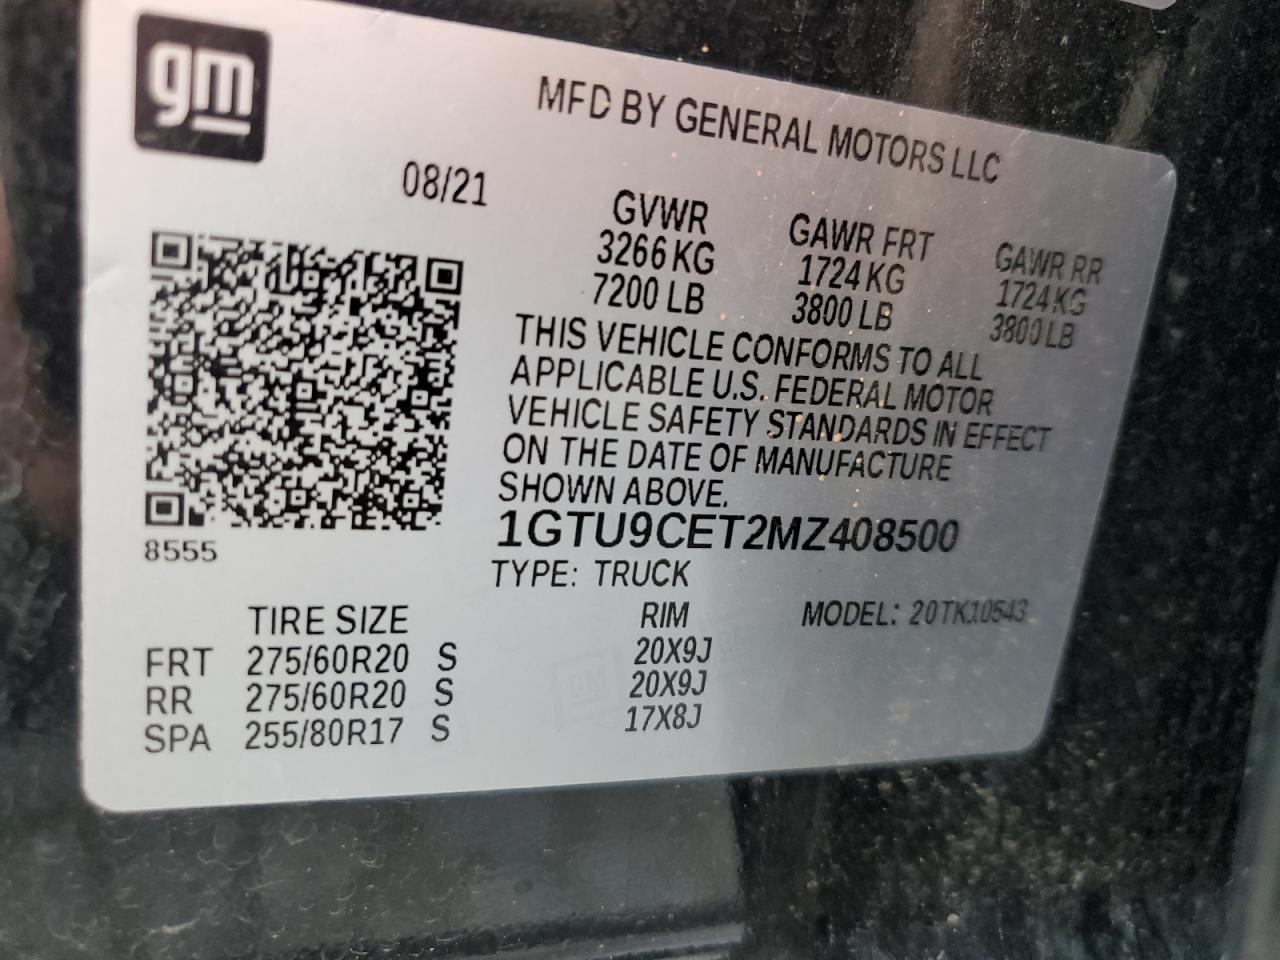 gm
MFD BY GENERAL MOTORS LLC
08/21
GVWR GAWR FRT GAWR RR
3266 KG 1724 KG 1724 KG
7200 LB 3800 LB 3800 LB
THIS VEHICLE CONFORMS TO ALL
APPLICABLE U.S. FEDERAL MOTOR
VEHICLE SAFETY STANDARDS IN EFFECT
ON THE DATE OF MANUFACTURE
SHOWN ABOVE.
1GTU9CET2MZ408500
8555
TYPE: TRUCK
TIRE SIZE RIM MODEL: 20TK10543
FRT 275/60R20 S 20X9J
RR 275/60R20 S 20X9J
SPA 255/80R17 S 17X8J
GM